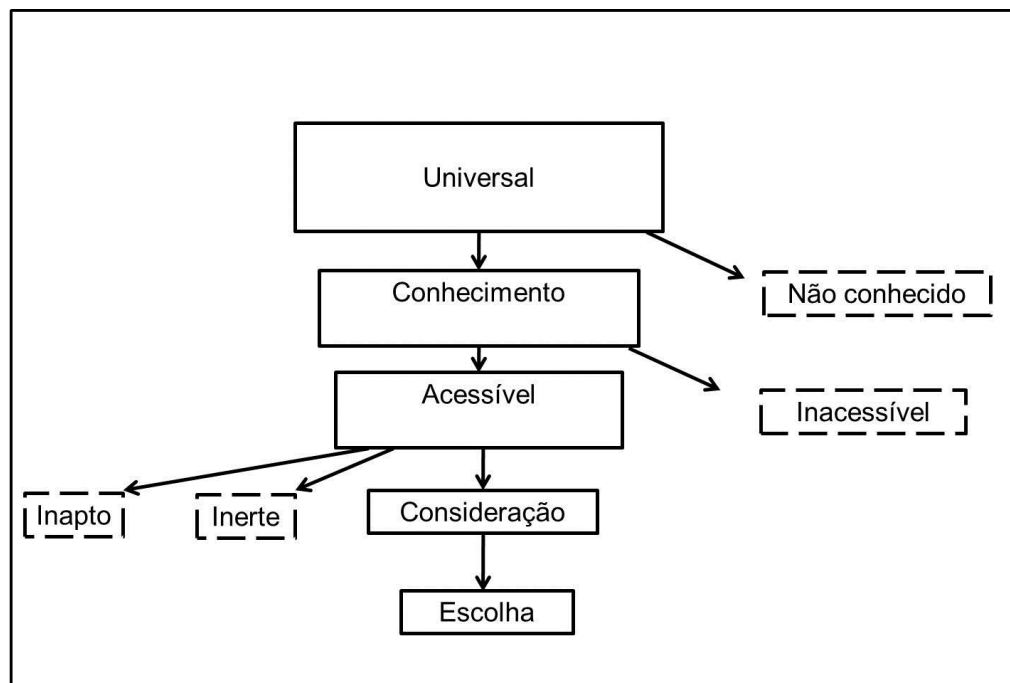 Universal
Conhecimento
Não conhecido
Acessível
Inacessível
Inapto
Inerte
Consideração
Escolha